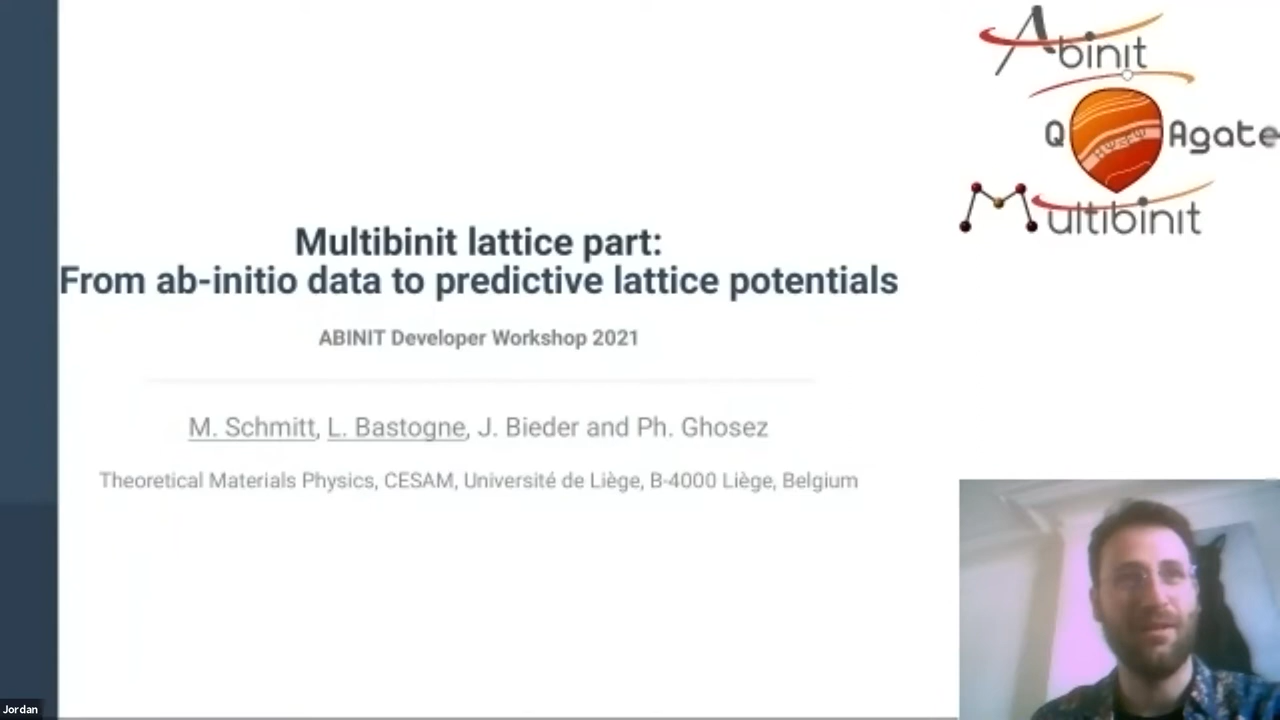 Abinit
Q Agate
Multibinit
Multibinit lattice part:
From ab-initio data to predictive lattice potentials
ABINIT Developer Workshop 2021
M. Schmitt, L. Bastogne, J. Bieder and Ph. Ghosez
Theoretical Materials Physics, CESAM, Université de Liège, B-4000 Liège, Belgium
Jordan